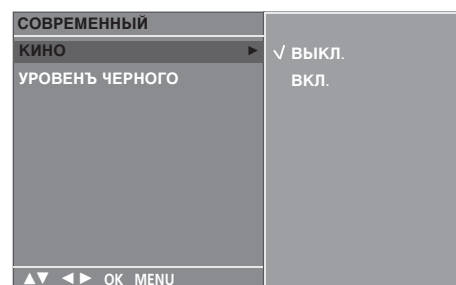 СОВРЕМЕННЫЙ
КИНО ►
УРОВЕНЪ ЧЕРНОГО
√ ВЫКЛ.
ВКЛ.
▲▼ ◄► OK MENU